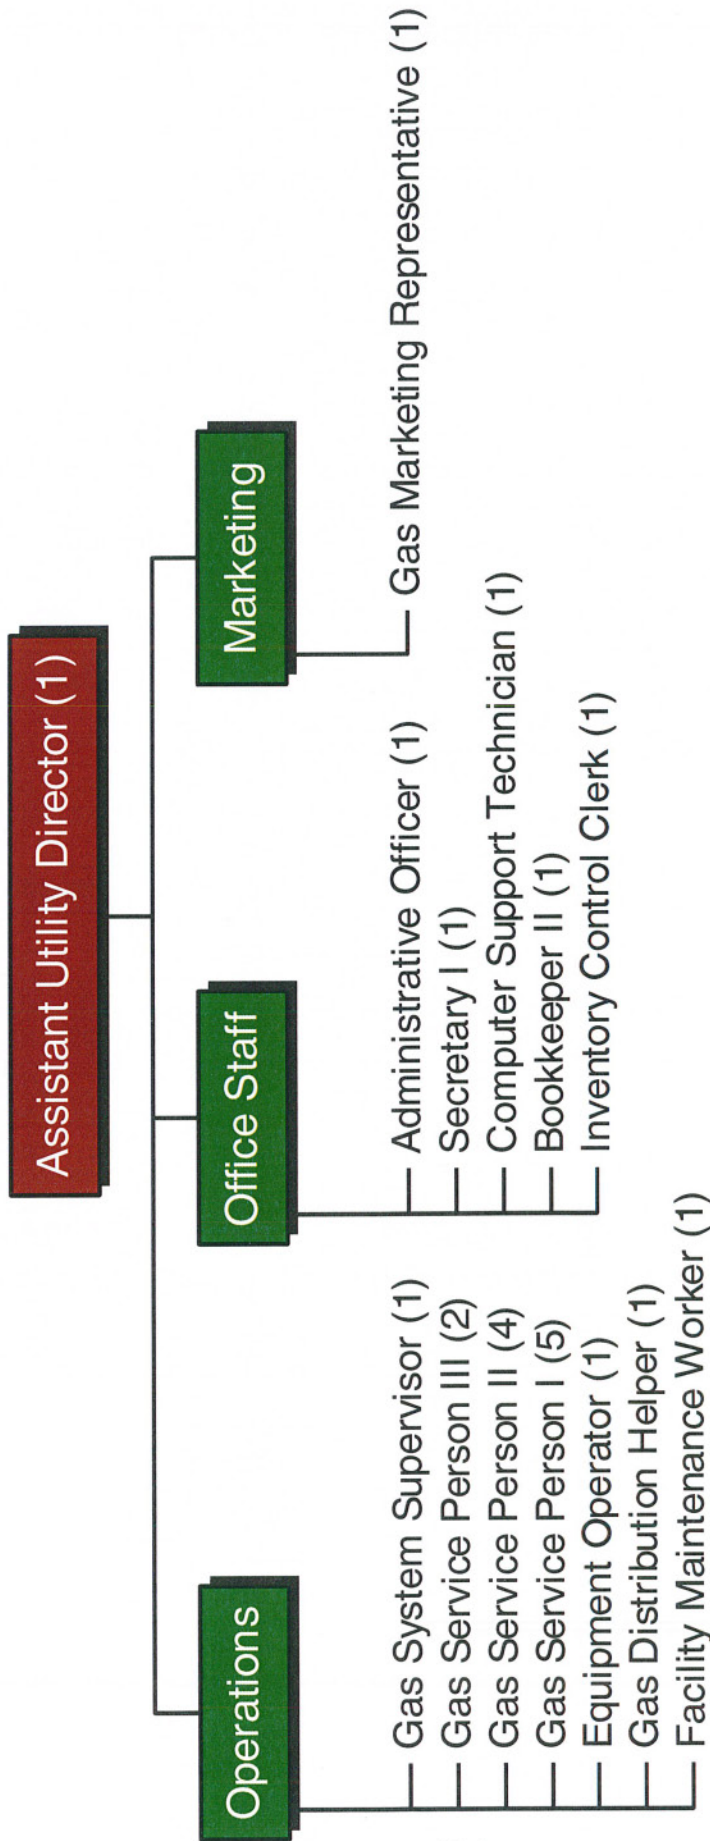 Assistant Utility Director (1)
Operations
Gas System Supervisor (1)
Gas Service Person III (2)
Gas Service Person II (4)
Gas Service Person I (5)
Equipment Operator (1)
Gas Distribution Helper (1)
Facility Maintenance Worker (1)
Office Staff
Administrative Officer (1)
Secretary I (1)
Computer Support Technician (1)
Bookkeeper II (1)
Inventory Control Clerk (1)
Marketing
Gas Marketing Representative (1)